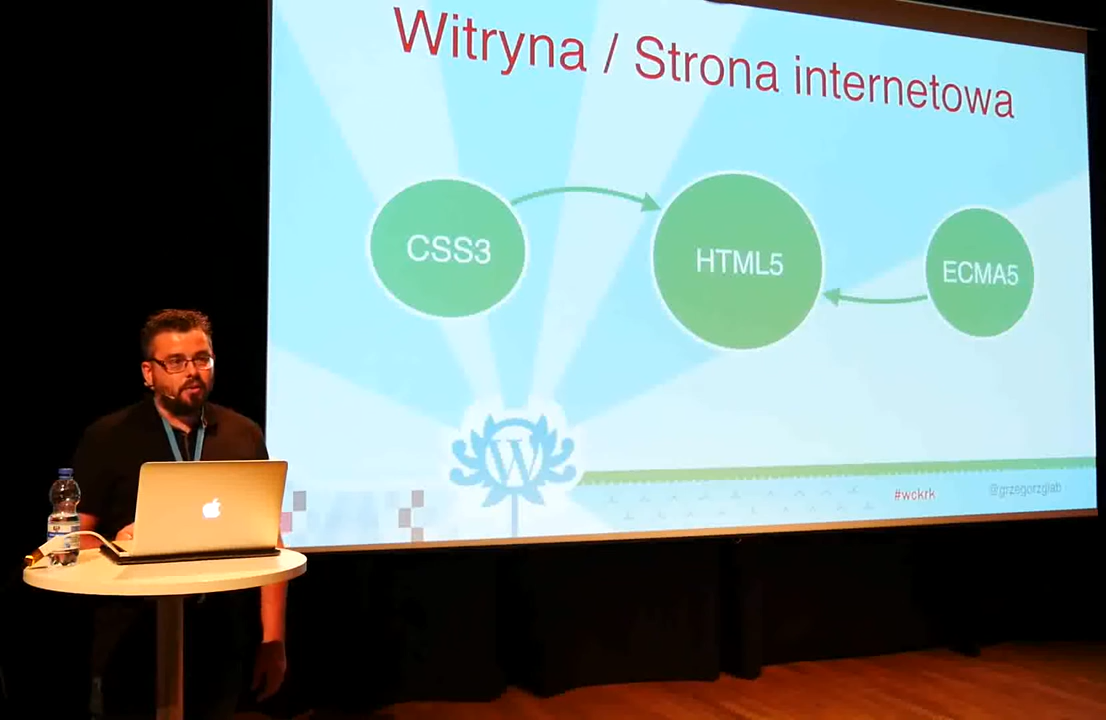 Witryna / Strona internetowa
CSS3
HTML5
ECMA5
W
#wckrk
@grzegorzglab